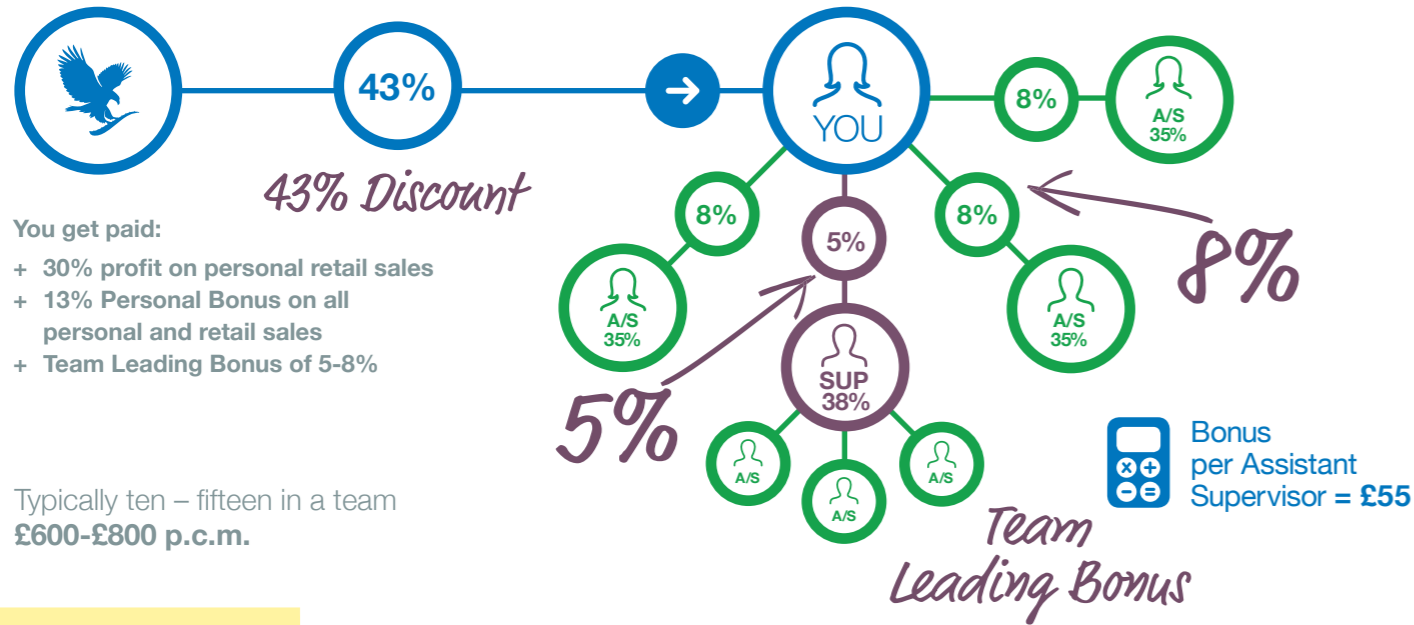 43%
YOU
8%
A/S
35%
43% Discount
You get paid:
+ 30% profit on personal retail sales
+ 13% Personal Bonus on all
personal and retail sales
+ Team Leading Bonus of 5-8%
8%
5%
8%
8%
A/S
35%
A/S
35%
SUP
38%
5%
A/S
A/S
A/S
Bonus
per Assistant
Supervisor = £55
Typically ten – fifteen in a team
£600-£800 p.c.m.
Team
Leading Bonus